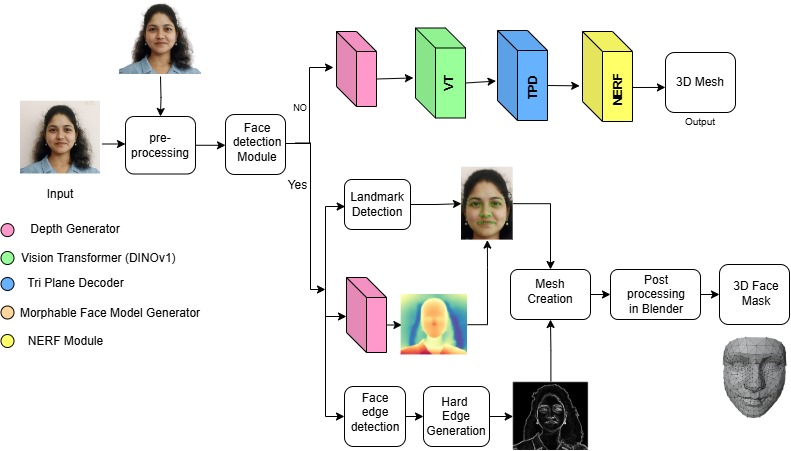 NO
VT
TPD
NERF
3D Mesh
Output
pre-
processing
Face
detection
Module
Input
Yes
Landmark
Detection
Depth Generator
Vision Transformer (DINOv1)
Tri Plane Decoder
Morphable Face Model Generator
NERF Module
Mesh
Creation
Post
processing
in Blender
3D Face
Mask
Face
edge
detection
Hard
Edge
Generation